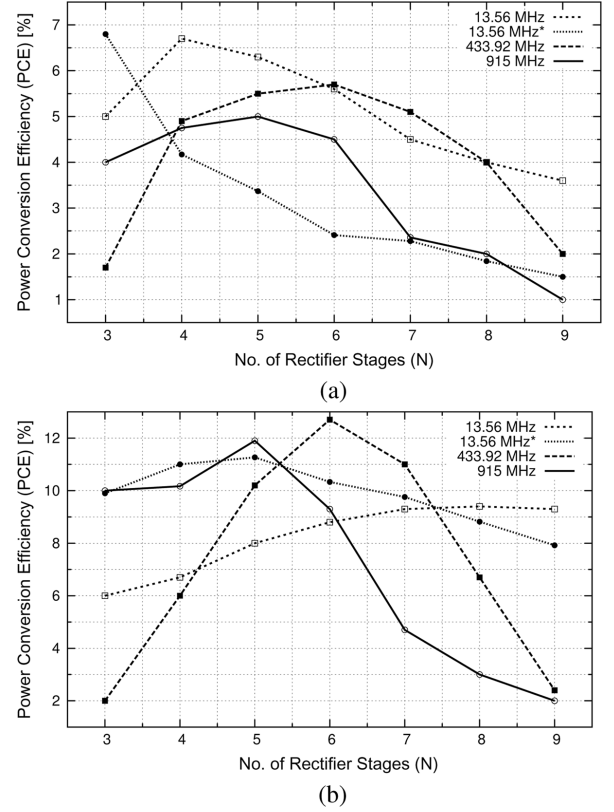 Power Conversion Efficiency (PCE) [%]
7
6
5
4
3
2
1
13.56 MHz
13.56 MHz*
433.92 MHz
915 MHz
3 4 5 6 7 8 9
No. of Rectifier Stages (N)
(a)
Power Conversion Efficiency (PCE) [%]
12
10
8
6
4
2
13.56 MHz
13.56 MHz*
433.92 MHz
915 MHz
3 4 5 6 7 8 9
No. of Rectifier Stages (N)
(b)